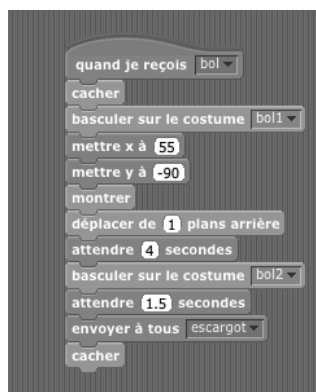 quand je reçois bol
cacher
basculer sur le costume bol1
mettre x à 55
mettre y à -90
montrer
déplacer de 1 plans arrière
attendre 4 secondes
basculer sur le costume bol2
attendre 1.5 secondes
envoyer à tous escargot
cacher